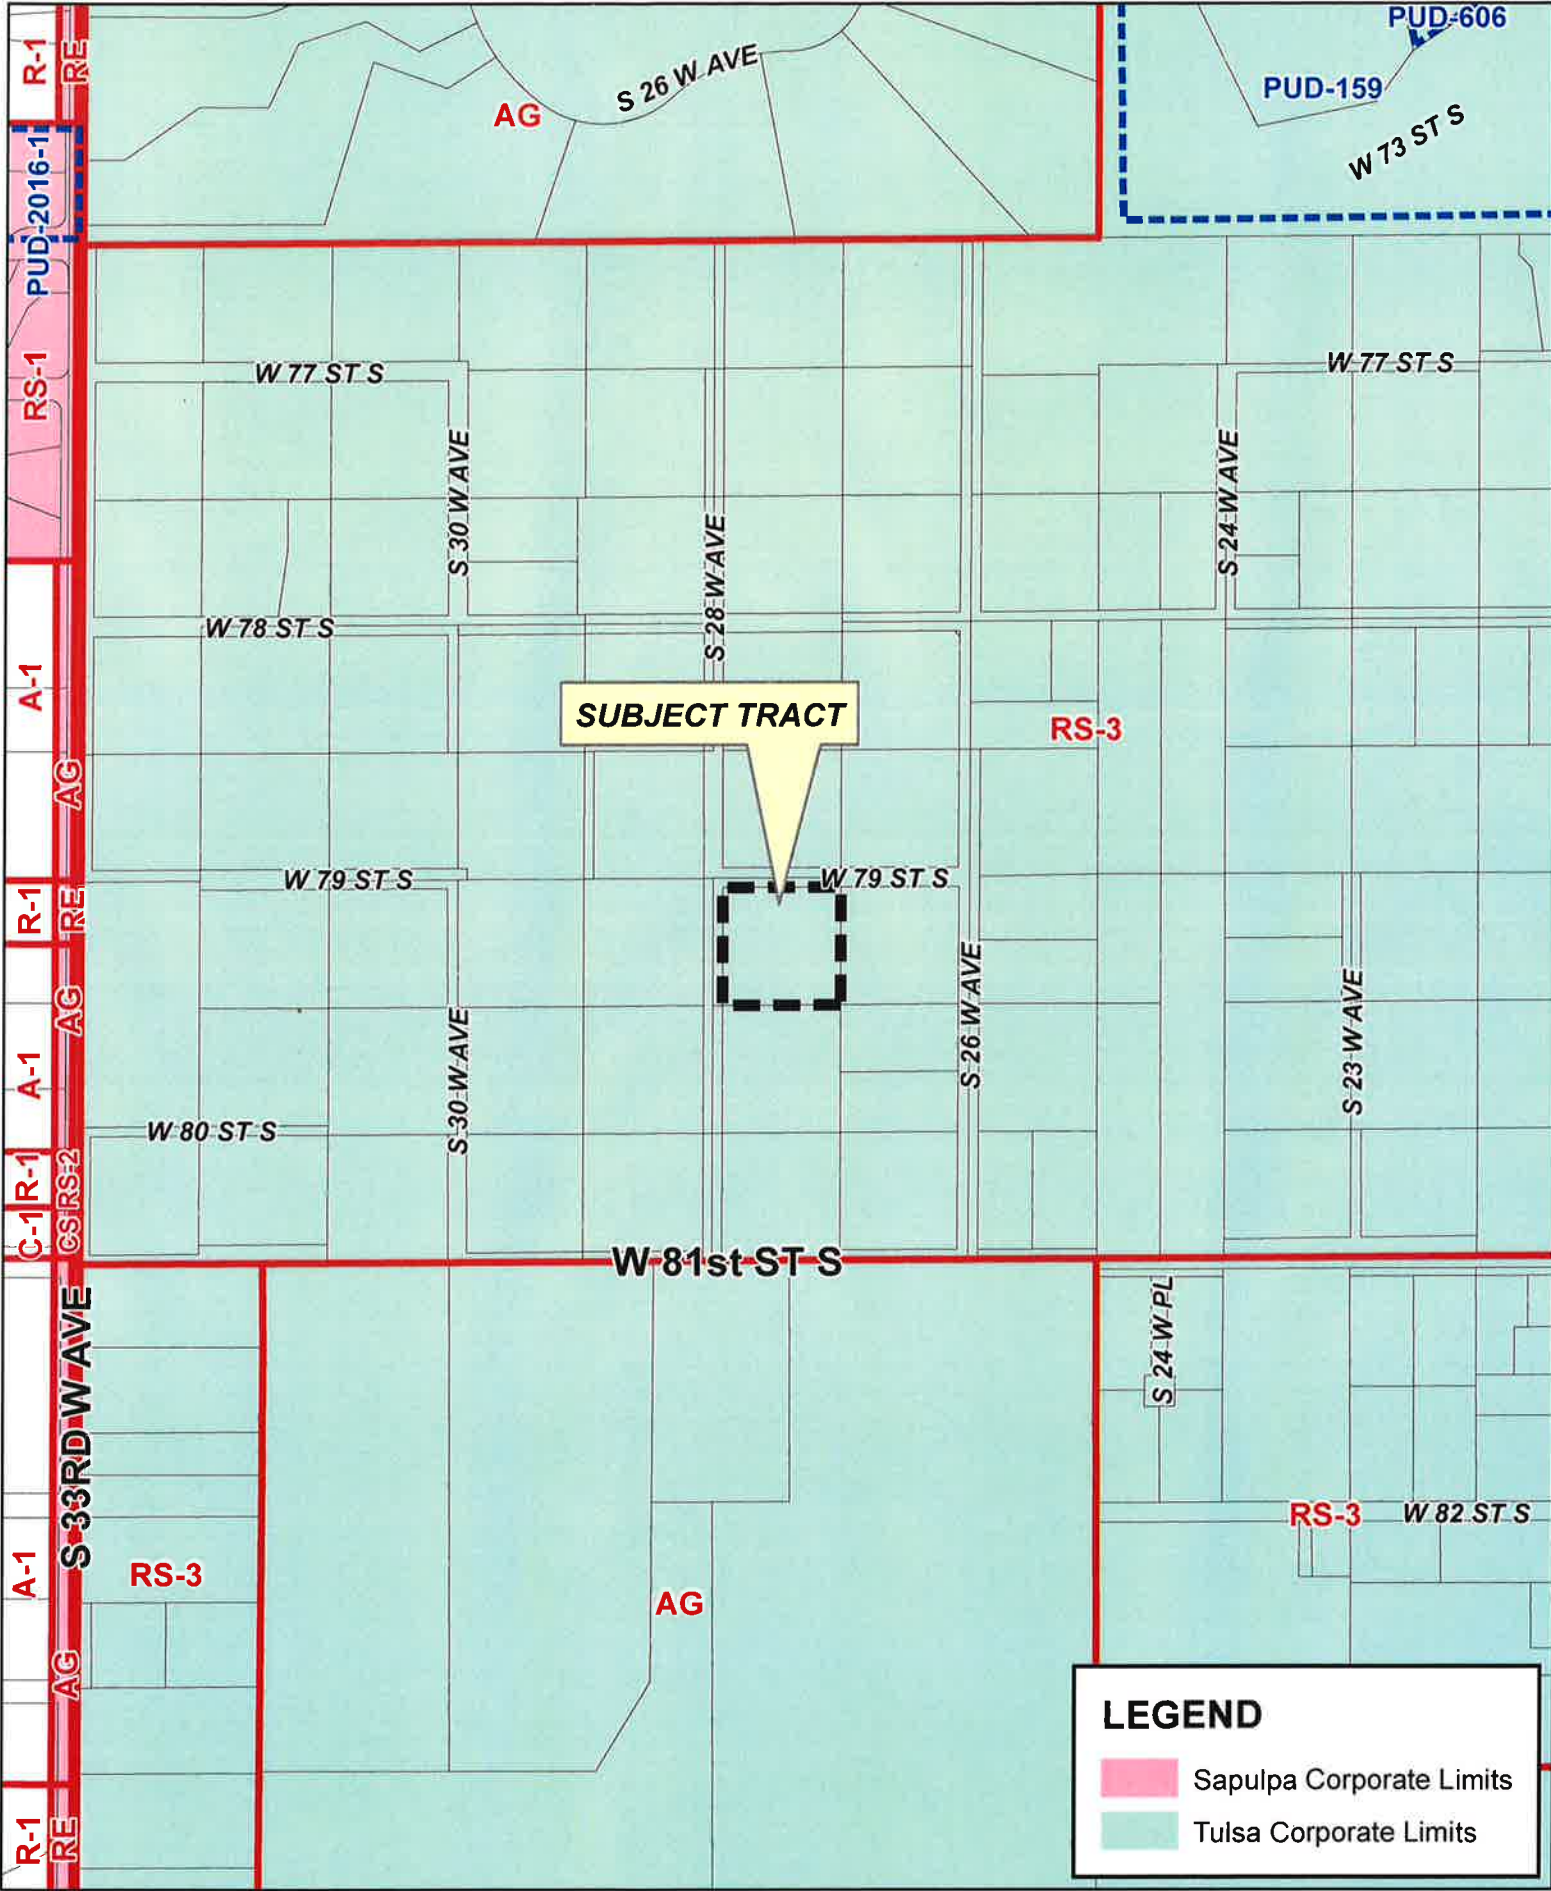 PUD-606
R-1
RE
S 26 W AVE
PUD-159
AG
W 73 ST S
PUD-2016-1
RS-1
W 77 ST S
W 77 ST S
S 30 W AVE
S 24 W AVE
S 28 W AVE
W 78 ST S
A-1
SUBJECT TRACT
RS-3
AG
W 79 ST S
W 79 ST S
R-1
RE
AG
S 26 W AVE
S 23 W AVE
A-1
S 30 W AVE
W 80 ST S
R-1
RS-2
C-1
CS
W 81st ST S
S 33RD W AVE
S 24 W PL
RS-3
W 82 ST S
A-1
RS-3
AG
AG
R-1
RE
LEGEND
Sapulpa Corporate Limits
Tulsa Corporate Limits